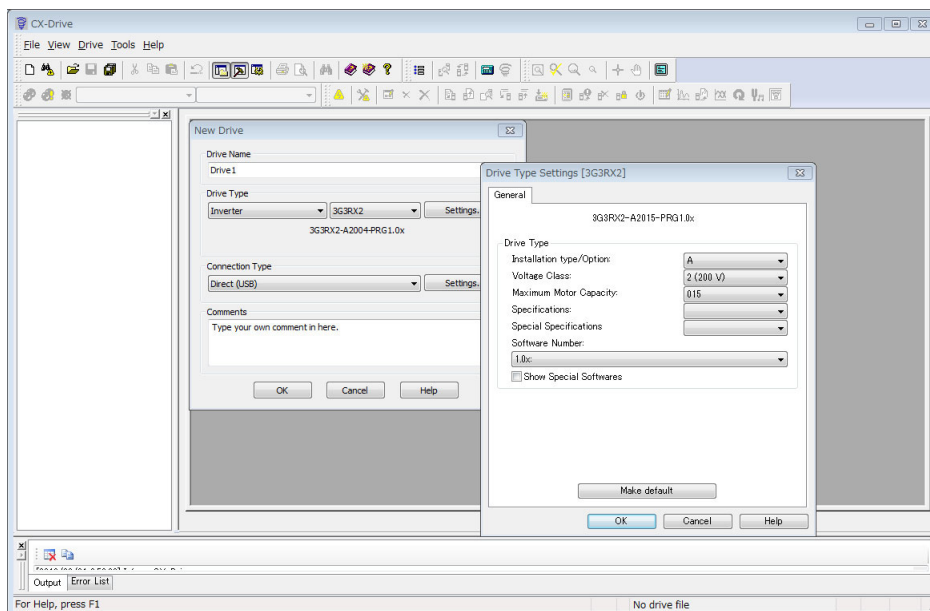 CX-Drive
File View Drive Tools Help
New Drive
Drive Name
Drive1
Drive Type
Inverter
3G3RX2
Settings.
3G3RX2-A2004-PRG1.0x
Connection Type
Direct (USB)
Settings.
Comments
Type your own comment in here.
OK
Cancel
Help
Drive Type Settings [3G3RX2]
General
3G3RX2-A2015-PRG1.0x
Drive Type
Installation type/Option:
A
Voltage Class:
2 (200 V)
Maximum Motor Capacity:
015
Specifications:
Special Specifications
Software Number:
1.0x:
Show Special Softwares
Make default
OK
Cancel
Help
Output
Error List
For Help, press F1
No drive file